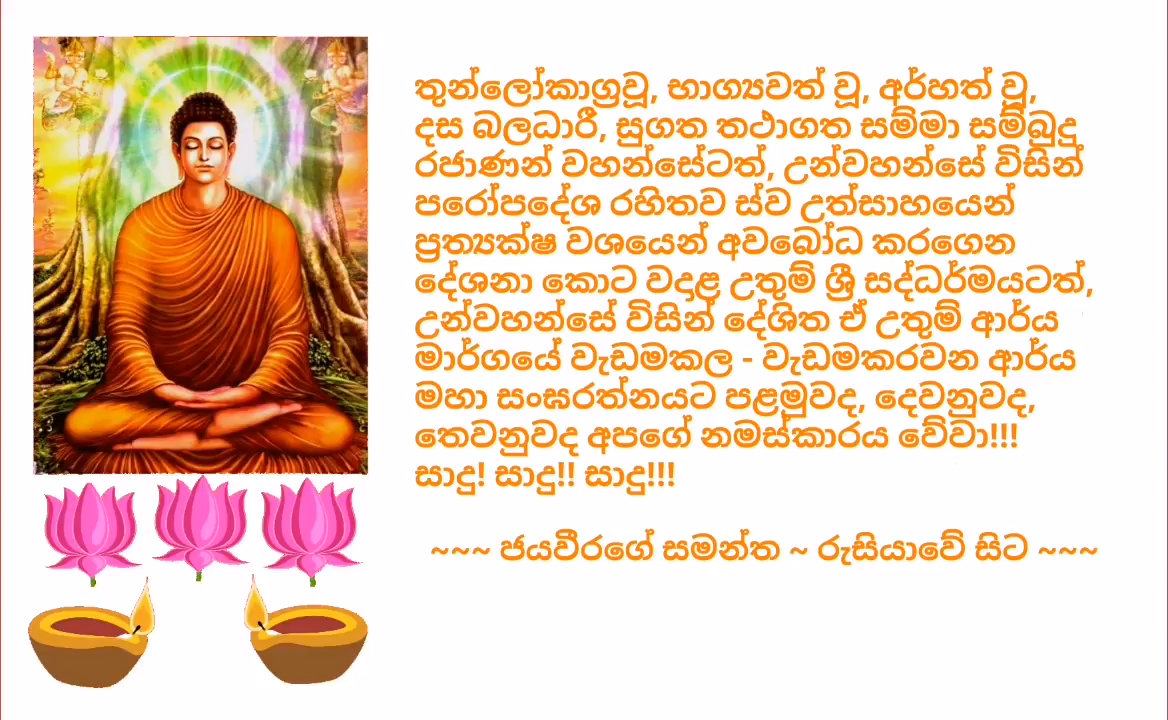 තුන්ලෝකාග්‍රවූ, භාග්‍යවත් වූ, අර්හත් වූ,
දස බලධාරී, සුගත තථාගත සම්මා සම්බුදු
රජාණන් වහන්සේටත්, උන්වහන්සේ විසින්
පරෝපදේශ රහිතව ස්ව උත්සාහයෙන්
ප්‍රත්‍යක්ෂ වශයෙන් අවබෝධ කරගෙන
දේශනා කොට වදාළ උතුම් ශ්‍රී සද්ධර්මයටත්,
උන්වහන්සේ විසින් දේශිත ඒ උතුම් ආර්ය
මාර්ගයේ වැඩමකල - වැඩමකරවන ආර්ය
මහා සංඝරත්නයට පළමුවද, දෙවනුවද,
තෙවනුවද අපගේ නමස්කාරය වේවා!!!
සාදු! සාදු!! සාදු!!!
~~~ ජයවීරගේ සමන්ත ~ රුසියාවේ සිට ~~~